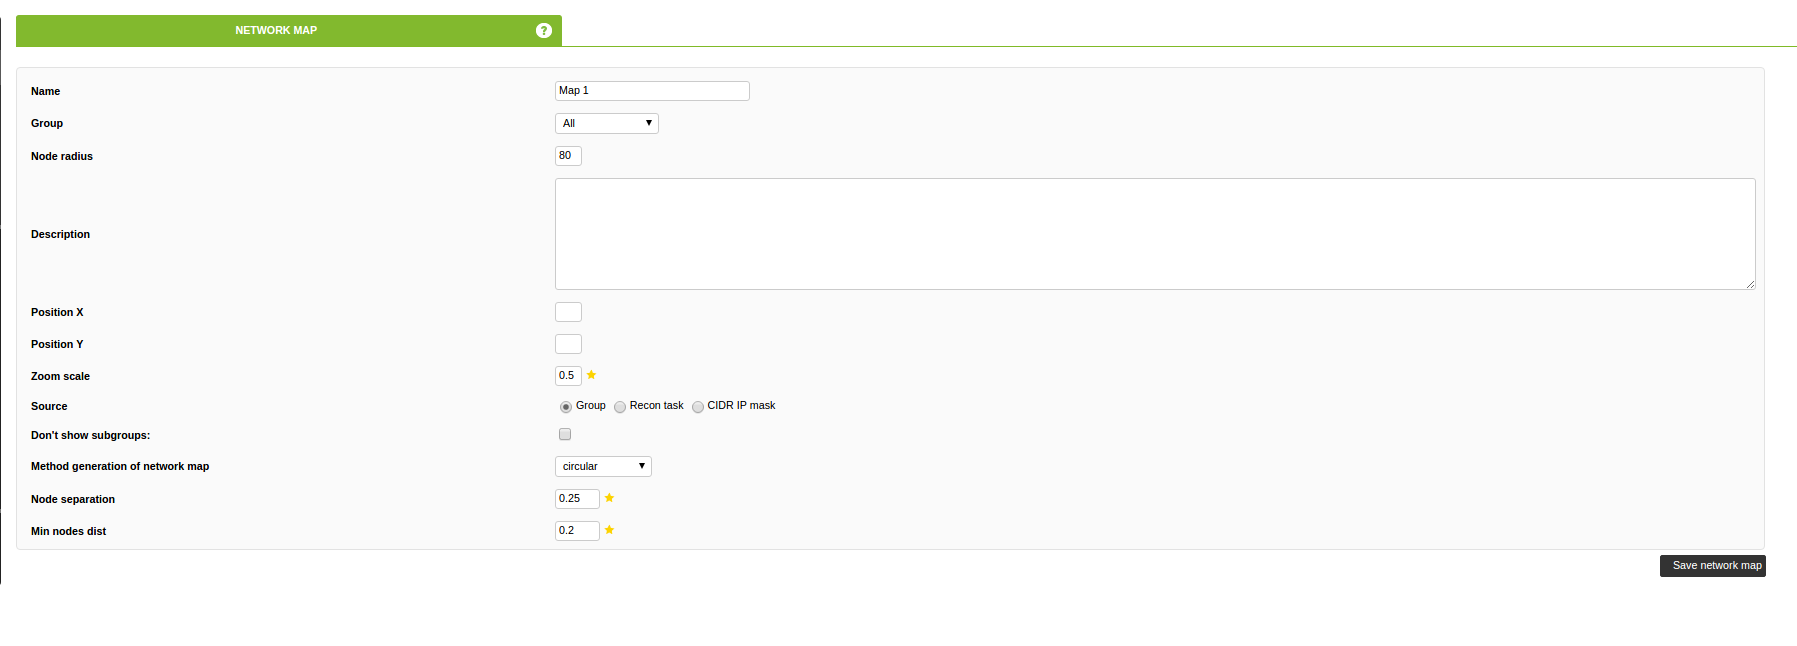 NETWORK MAP ?
Name Map 1
Group All
Node radius 80
Description
Position X
Position Y
Zoom scale 0.5
Source Group Recon task CIDR IP mask
Don't show subgroups:
Method generation of network map circular
Node separation 0.25
Min nodes dist 0.2
Save network map